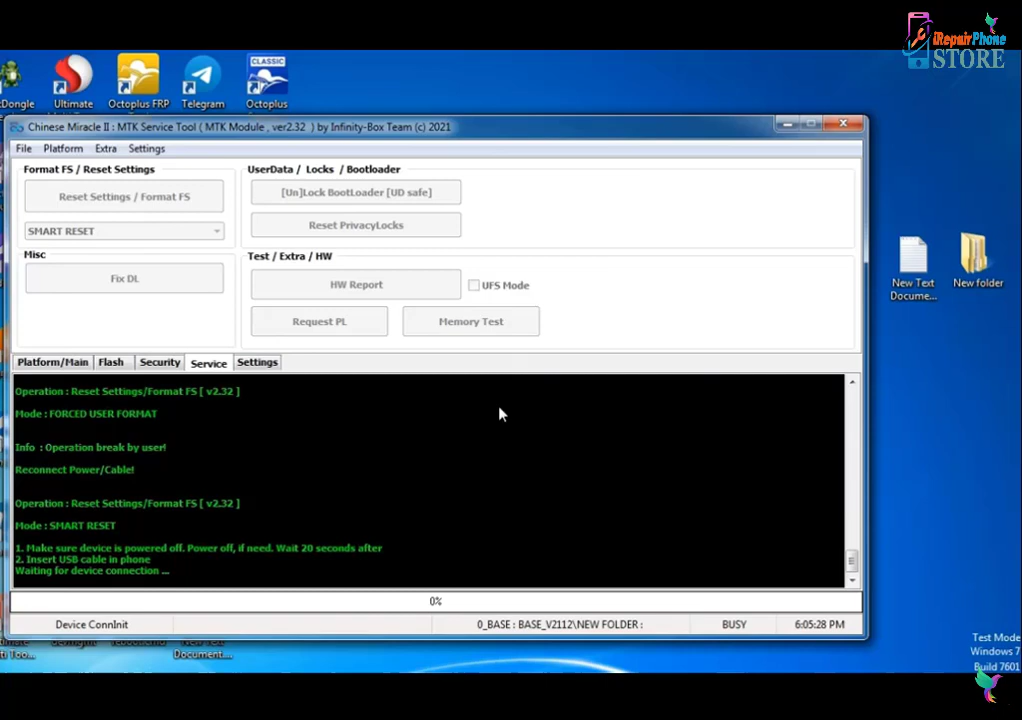 iRepairPhone
STORE
CLASSIC
Dongle
Ultimate
Octoplus FRP
Telegram
Octoplus
Chinese Miracle II : MTK Service Tool ( MTK Module , ver2.32 ) by Infinity-Box Team (c) 2021
File Platform Extra Settings
Format FS / Reset Settings
UserData / Locks / Bootloader
Reset Settings / Format FS
[Un]Lock BootLoader [UD safe]
SMART RESET
Reset PrivacyLocks
Misc
Test / Extra / HW
Fix DL
HW Report
UFS Mode
Request PL
Memory Test
New Text
Docume...
New folder
Platform/Main Flash Security Service Settings
Operation : Reset Settings/Format FS [ v2.32 ]
Mode : FORCED USER FORMAT
Info : Operation break by user!
Reconnect Power/Cable!
Operation : Reset Settings/Format FS [ v2.32 ]
Mode : SMART RESET
1. Make sure device is powered off. Power off, if need. Wait 20 seconds after
2. Insert USB cable in phone
Waiting for device connection ...
0%
Device ConnInit
0_BASE : BASE_V2112\NEW FOLDER :
BUSY
6:05:28 PM
ti Too...
Document....
Test Mode
Windows 7
Build 7601